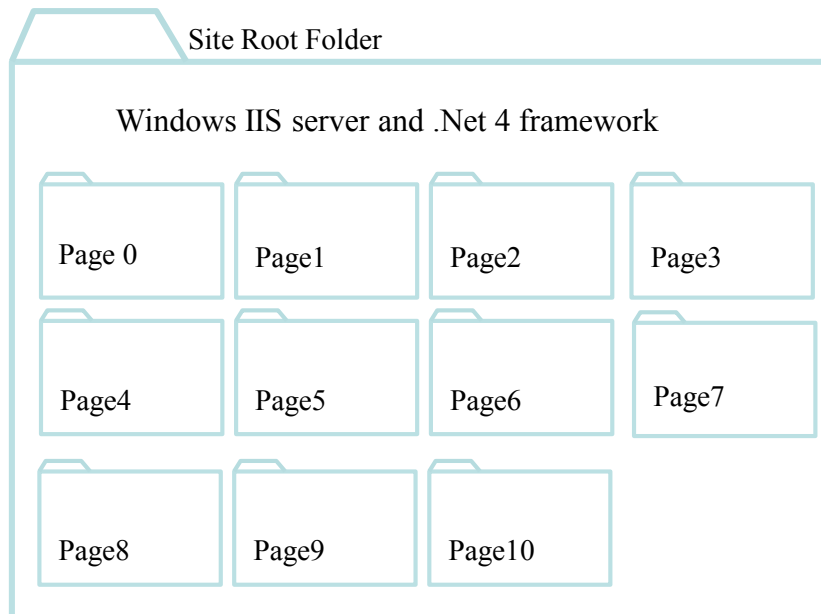 Site Root Folder
Windows IIS server and .Net 4 framework
Page 0
Page1
Page2
Page3
Page4
Page5
Page6
Page7
Page8
Page9
Page10